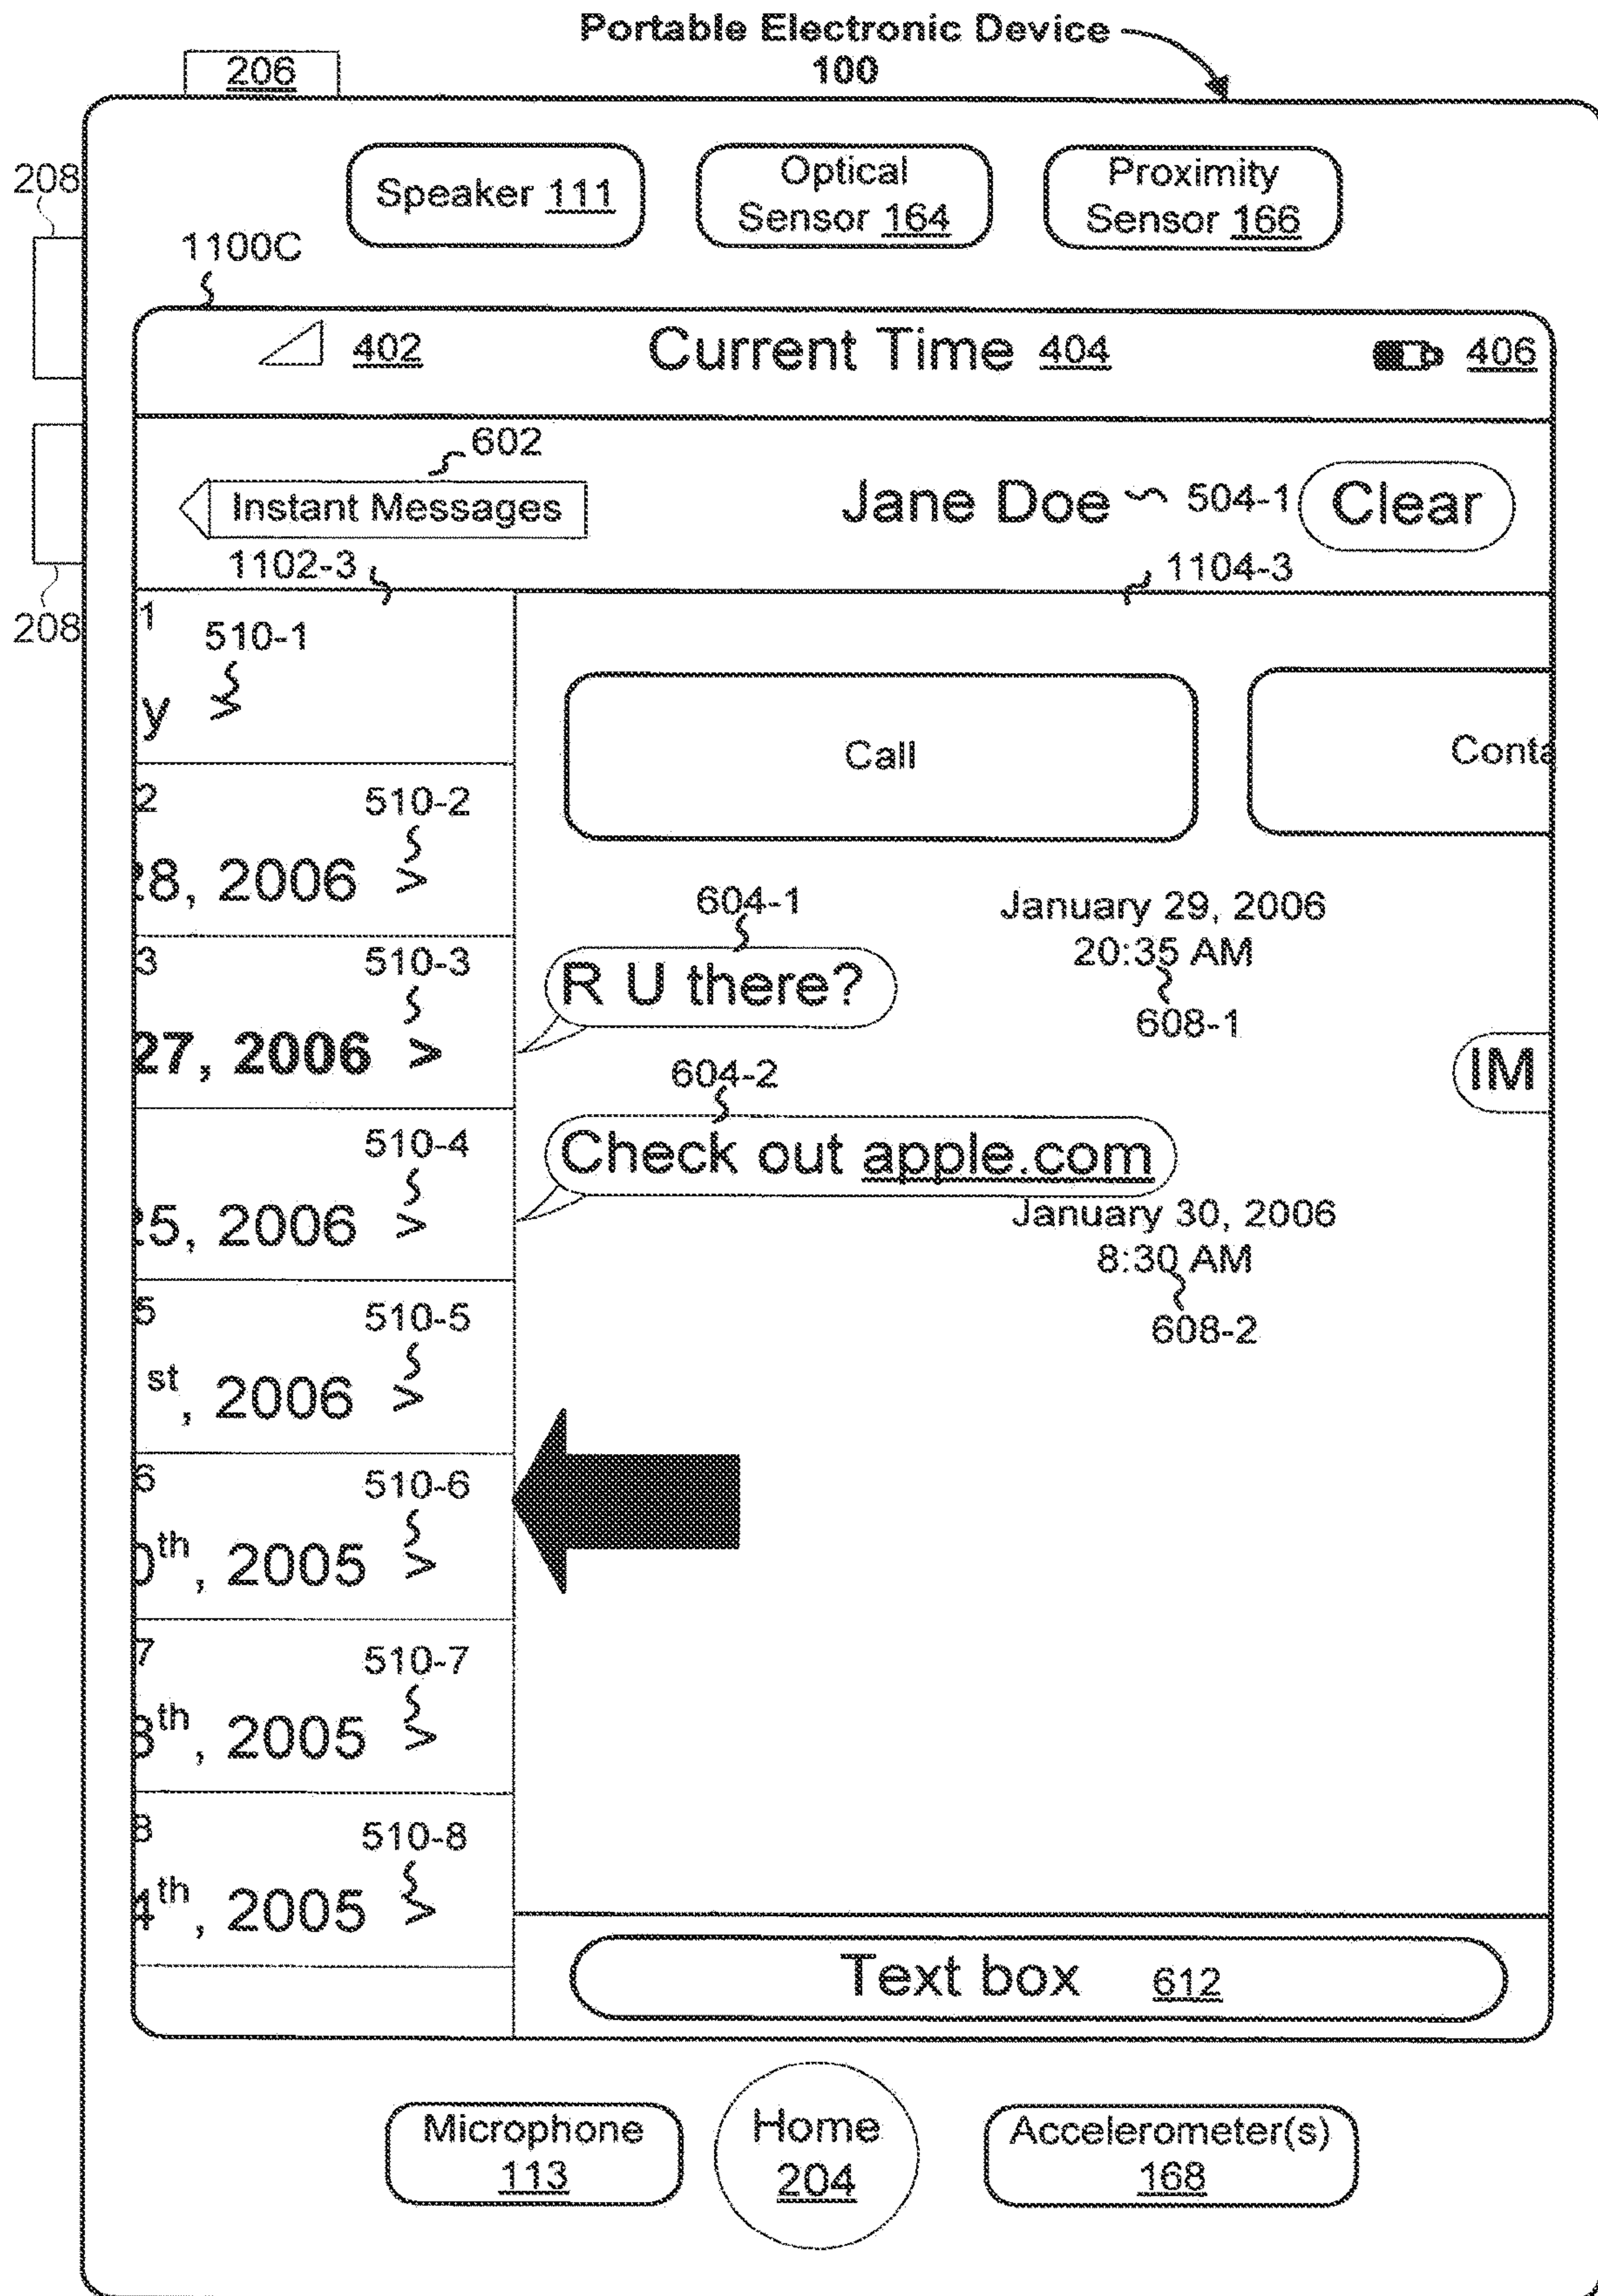 Portable Electronic Device
100
206
208
Speaker 111
Optical
Sensor 164
Proximity
Sensor 166
1100C
402
Current Time 404
406
602
Instant Messages
Jane Doe 504-1
Clear
208
1102-3
1104-3
1
510-1
y >
Call
Conta
2
510-2
28, 2006 >
604-1
January 29, 2006
20:35 AM
608-1
R U there?
3
510-3
27, 2006 >
604-2
IM
Check out apple.com
January 30, 2006
8:30 AM
608-2
510-4
25, 2006 >
5
510-5
st, 2006 >
6
510-6
0th, 2005 >
7
510-7
8th, 2005 >
8
510-8
4th, 2005 >
Text box 612
Microphone
113
Home
204
Accelerometer(s)
168